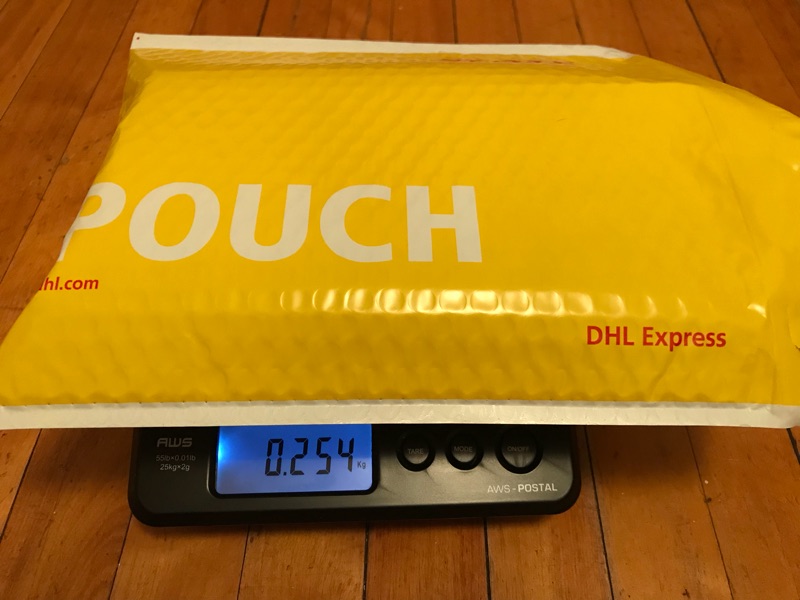 POUCH
dhl.com
DHL Express
AWS
55lb×0.01lb
25kg×2g
0.254 Kg
TARE
MODE
ON/OFF
AWS - POSTAL